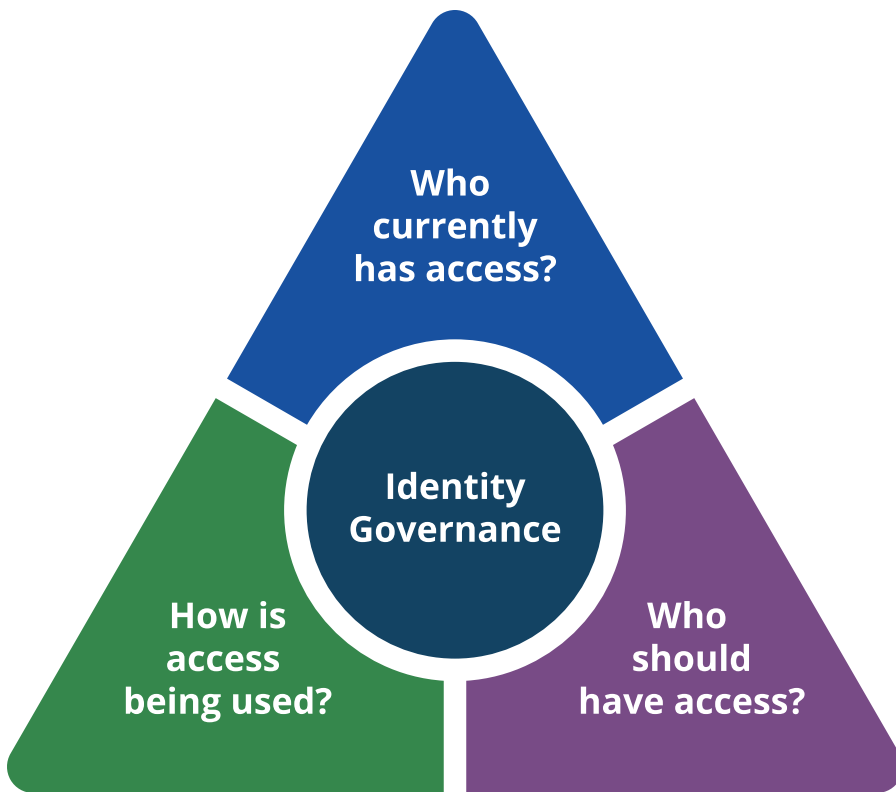 Who
currently
has access?
Identity
Governance
How is
access
being used?
Who
should
have access?